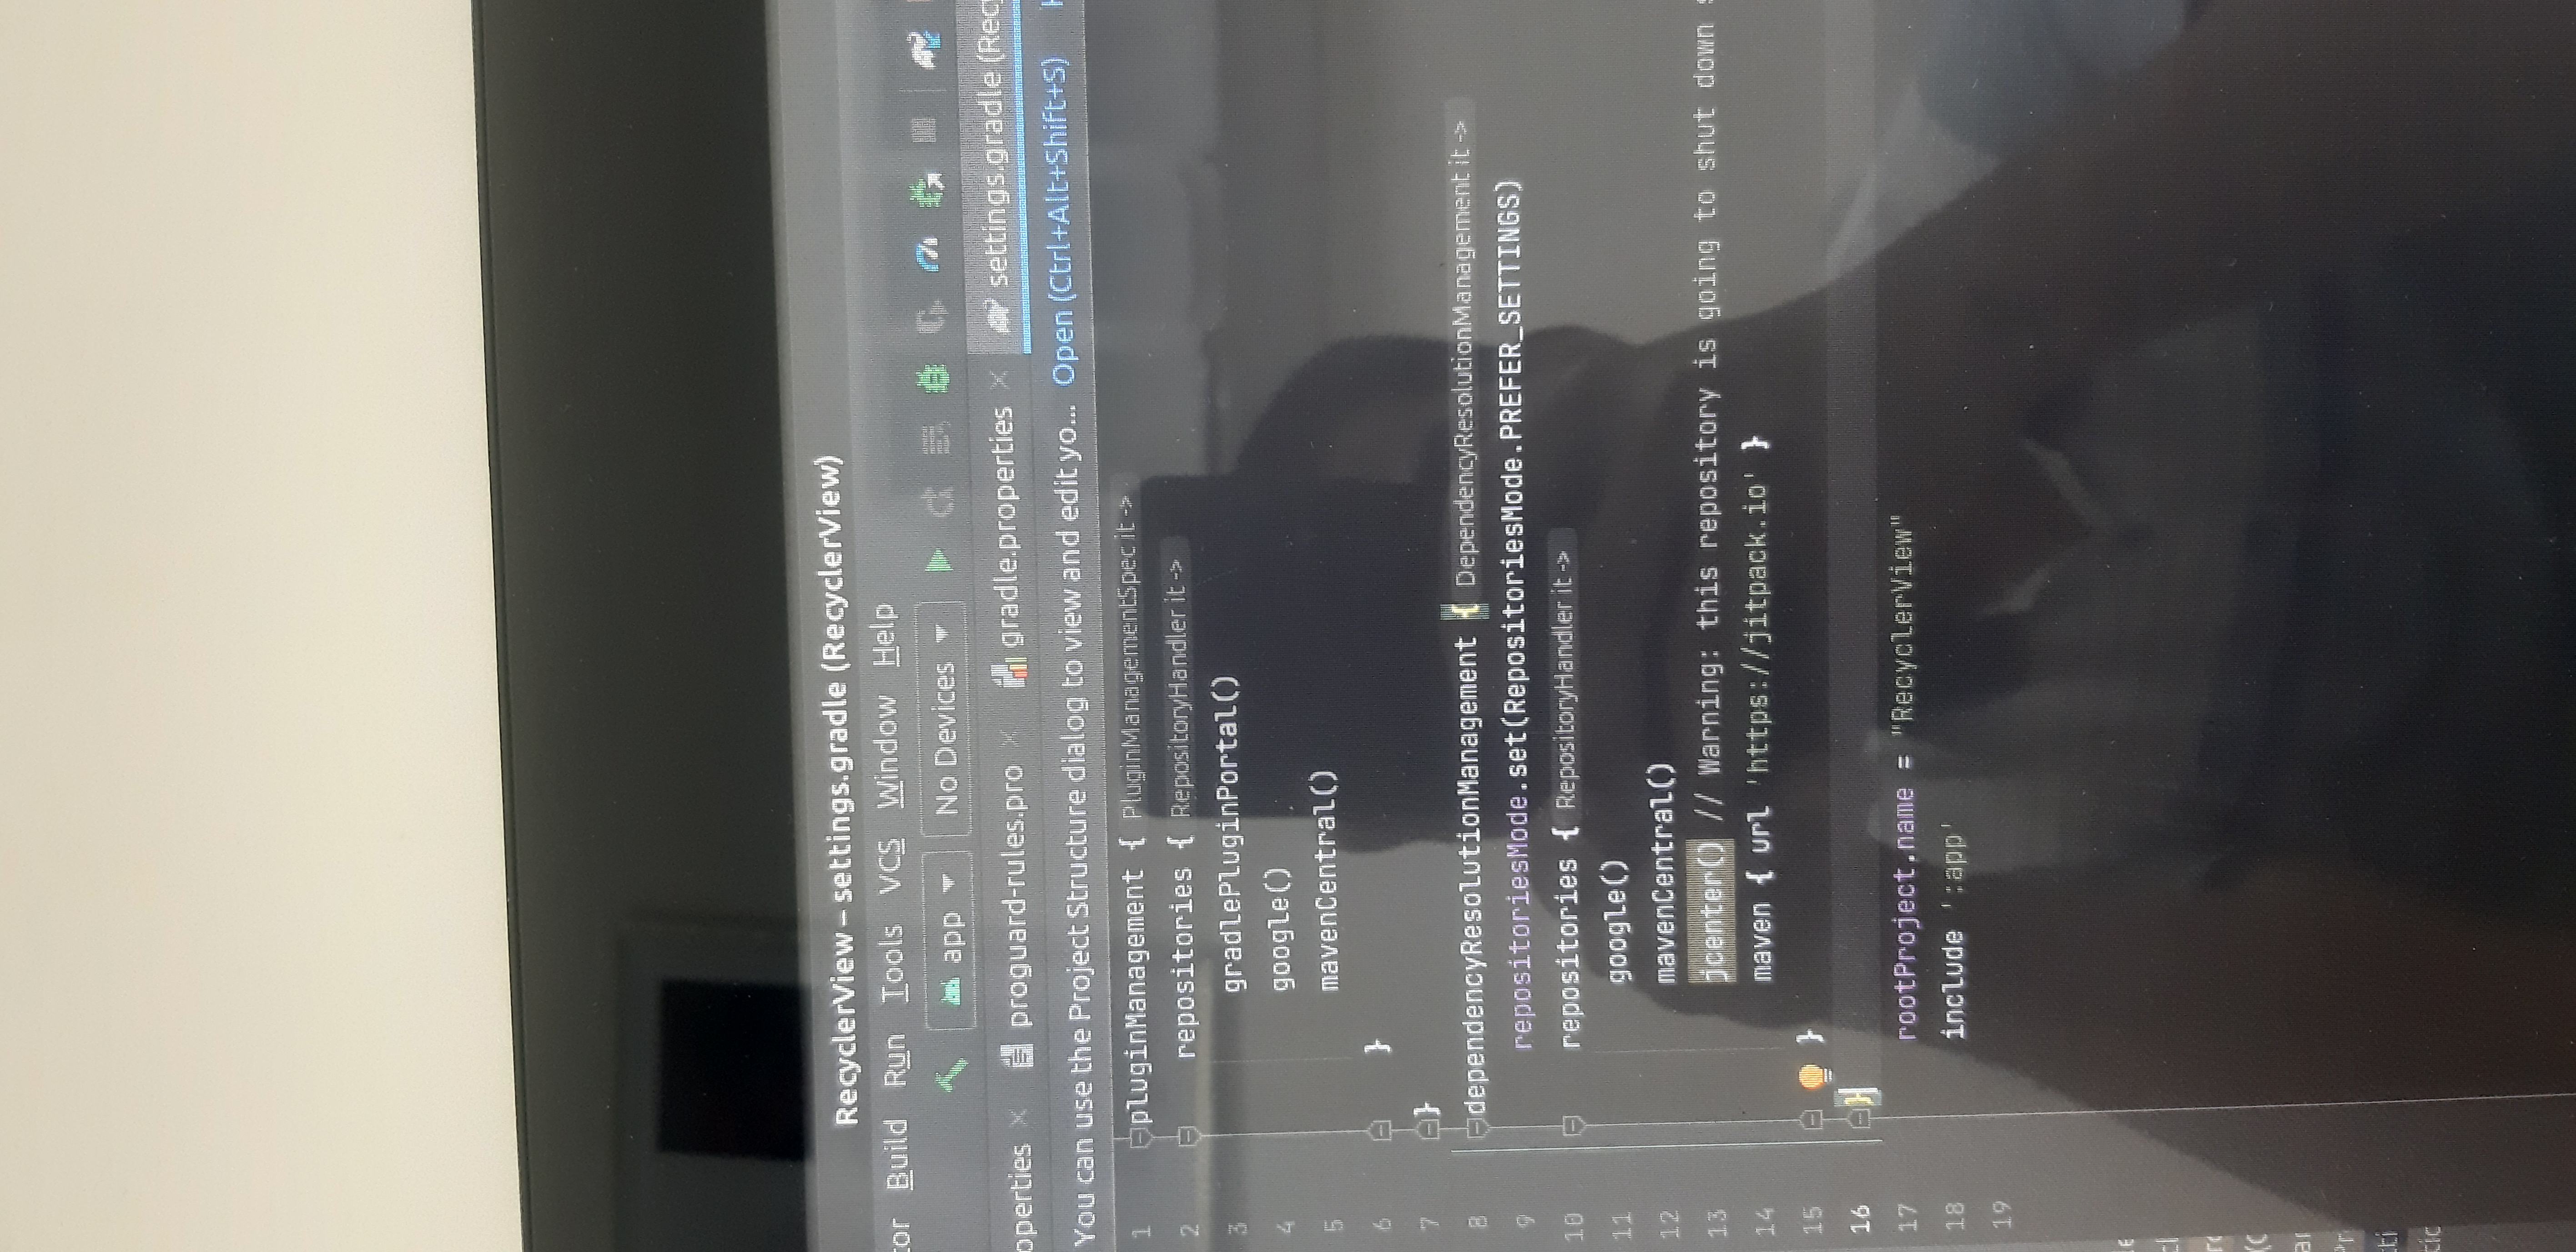 RecyclerView – settings.gradle (RecyclerView)
tor Build Run Tools VCS Window Help
app No Devices
operties proguard-rules.pro gradle.properties settings.gradle (Recy
You can use the Project Structure dialog to view and edit yo... Open (Ctrl+Alt+Shift+S)
1 pluginManagement { PluginManagementSpec it ->
2 repositories { RepositoryHandler it ->
3 gradlePluginPortal()
4 google()
5 mavenCentral()
6 }
7 }
8 dependencyResolutionManagement { DependencyResolutionManagement it ->
9 repositoriesMode.set(RepositoriesMode.PREFER_SETTINGS)
10 repositories { RepositoryHandler it ->
11 google()
12 mavenCentral()
13 jcenter() // Warning: this repository is going to shut down s
14 maven { url 'https://jitpack.io' }
15 }
16 }
17 rootProject.name = "RecyclerView"
18 include ':app'
19